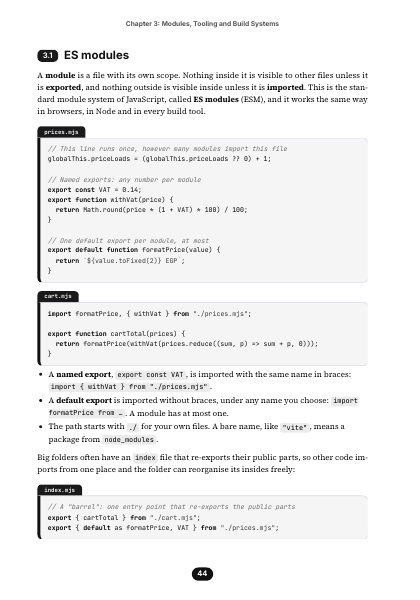 Chapter 3: Modules, Tooling and Build Systems
3.1 ES modules
A module is a file with its own scope. Nothing inside it is visible to other files unless it
is exported, and nothing outside is visible inside unless it is imported. This is the stan-
dard module system of JavaScript, called ES modules (ESM), and it works the same way
in browsers, in Node and in every build tool.
prices.mjs
// This line runs once, however many modules import this file
globalThis.priceLoads = (globalThis.priceLoads ?? 0) + 1;
// Named exports: any number per module
export const VAT = 0.14;
export function withVat(price) {
  return Math.round(price * (1 + VAT) * 100) / 100;
}
// One default export per module, at most
export default function formatPrice(value) {
  return `${value.toFixed(2)} EGP`;
}
cart.mjs
import formatPrice, { withVat } from "./prices.mjs";
export function cartTotal(prices) {
  return formatPrice(withVat(prices.reduce((sum, p) => sum + p, 0)));
}
• A named export, export const VAT, is imported with the same name in braces:
import { withVat } from "./prices.mjs".
• A default export is imported without braces, under any name you choose: import
formatPrice from …. A module has at most one.
• The path starts with ./ for your own files. A bare name, like "vite", means a
package from node_modules.
Big folders often have an index file that re-exports their public parts, so other code im-
ports from one place and the folder can reorganise its insides freely:
index.mjs
// A "barrel": one entry point that re-exports the public parts
export { cartTotal } from "./cart.mjs";
export { default as formatPrice, VAT } from "./prices.mjs";
44